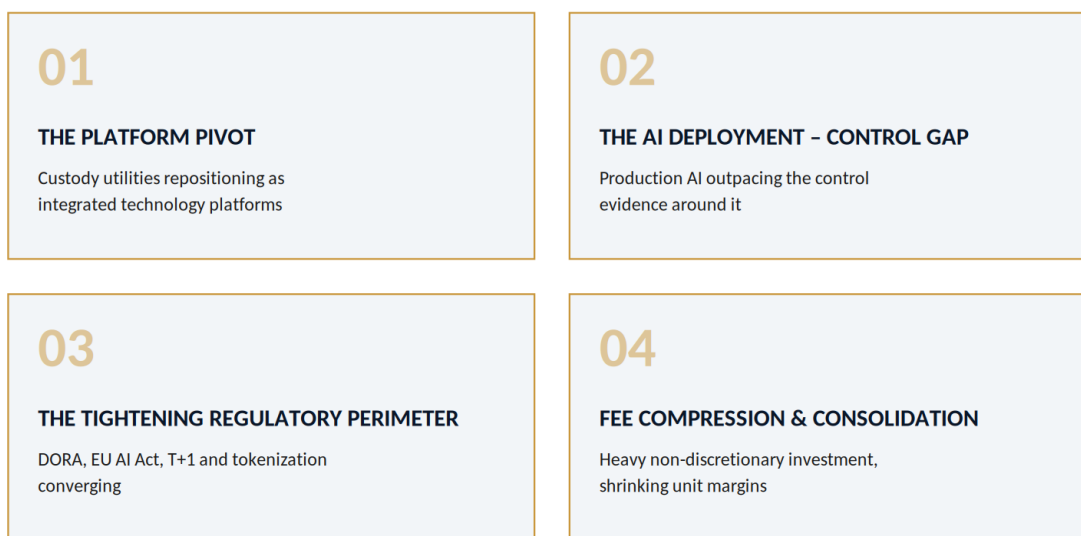 01
THE PLATFORM PIVOT
Custody utilities repositioning as
integrated technology platforms
02
THE AI DEPLOYMENT – CONTROL GAP
Production AI outpacing the control
evidence around it
03
THE TIGHTENING REGULATORY PERIMETER
DORA, EU AI Act, T+1 and tokenization
converging
04
FEE COMPRESSION & CONSOLIDATION
Heavy non-discretionary investment,
shrinking unit margins